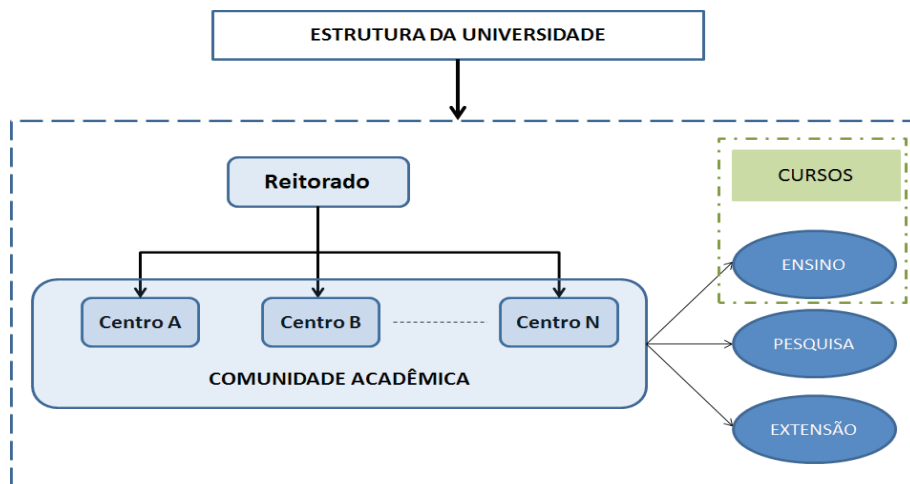 ESTRUTURA DA UNIVERSIDADE
Reitorado
CURSOS
ENSINO
Centro A
Centro B
Centro N
PESQUISA
COMUNIDADE ACADÊMICA
EXTENSÃO